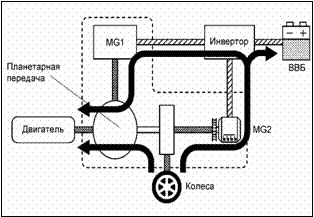 MG1
Инвертор
− +
ВВБ
Планетарная
передача
Двигатель
MG2
Колеса